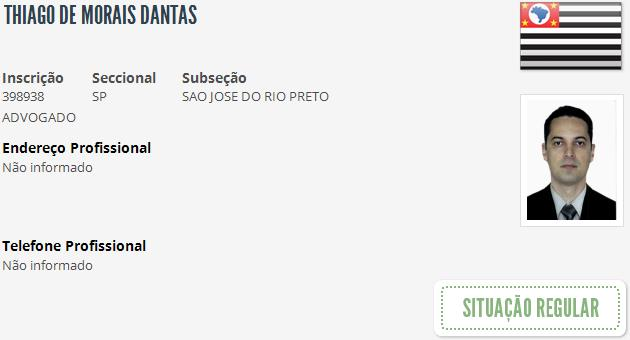 THIAGO DE MORAIS DANTAS
Inscrição Seccional Subseção
398938 SP SAO JOSE DO RIO PRETO
ADVOGADO
Endereço Profissional
Não informado
Telefone Profissional
Não informado
SITUAÇÃO REGULAR